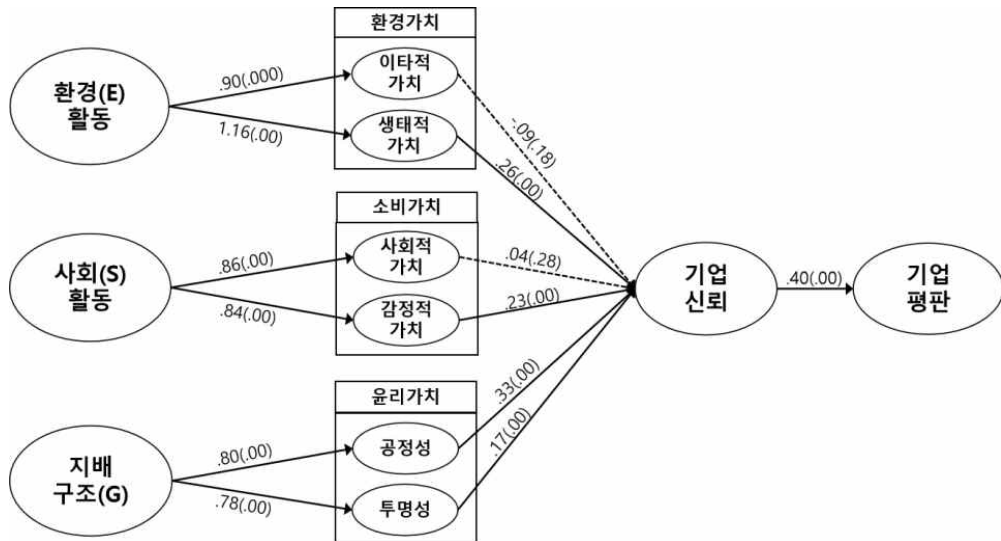 환경가치
환경(E)
활동
.90(.000)
1.16(.00)
이타적
가치
생태적
가치
-.09(.18)
.26(.00)
소비가치
사회(S)
활동
.86(.00)
.84(.00)
사회적
가치
감정적
가치
.04(.28)
.23(.00)
기업
신뢰
.40(.00)
기업
평판
윤리가치
지배
구조(G)
.80(.00)
.78(.00)
공정성
투명성
.33(.00)
.17(.00)